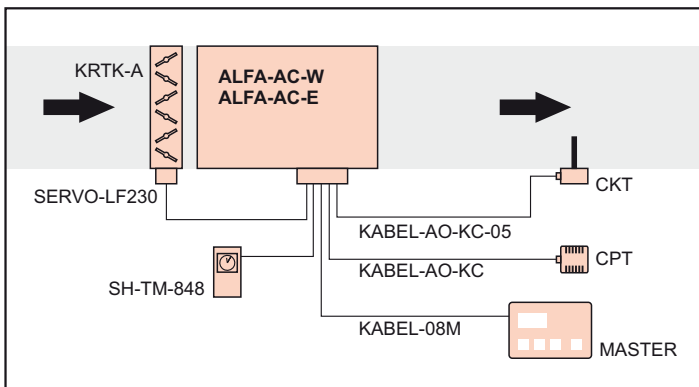 KRTK-A
ALFA-AC-W
ALFA-AC-E
SERVO-LF230
CKT
KABEL-AO-KC-05
CPT
KABEL-AO-KC
SH-TM-848
KABEL-08M
MASTER